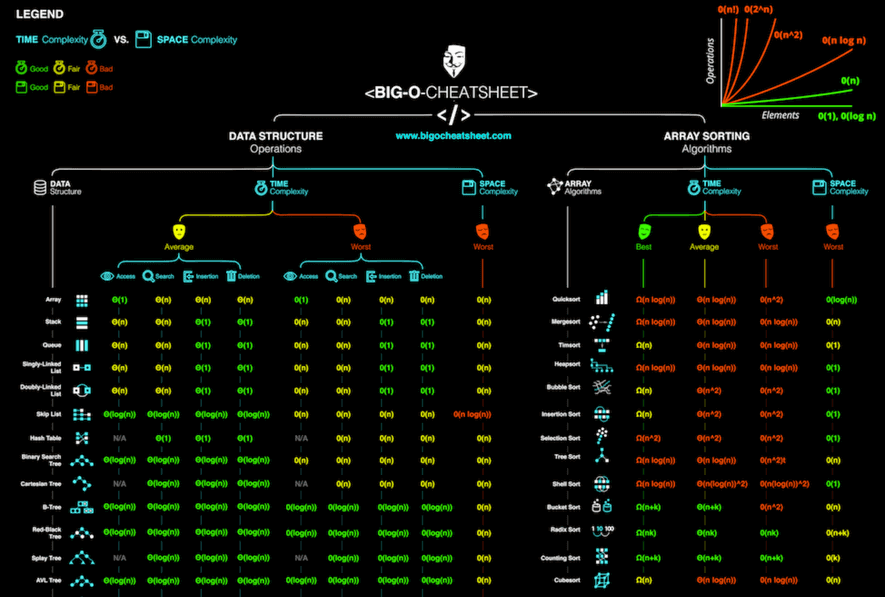 LEGEND
TIME Complexity VS. SPACE Complexity
Good Fair Bad
Good Fair Bad
0(n!) 0(2^n)
0(n^2)
0(n log n)
0(n)
0(1), 0(log n)
Operations
Elements
<BIG-O-CHEATSHEET>
</>
www.bigocheatsheet.com
DATA STRUCTURE
Operations
ARRAY SORTING
Algorithms
DATA Structure
TIME Complexity
SPACE Complexity
ARRAY Algorithms
TIME Complexity
SPACE Complexity
Average Worst Worst
Best Average Worst Worst
Access Search Insertion Deletion Access Search Insertion Deletion
Array Θ(1) Θ(n) Θ(n) Θ(n) 0(1) 0(n) 0(n) 0(n) 0(n)
Stack Θ(n) Θ(n) Θ(1) Θ(1) 0(n) 0(n) 0(1) 0(1) 0(n)
Queue Θ(n) Θ(n) Θ(1) Θ(1) 0(n) 0(n) 0(1) 0(1) 0(n)
Singly-Linked List Θ(n) Θ(n) Θ(1) Θ(1) 0(n) 0(n) 0(1) 0(1) 0(n)
Doubly-Linked List Θ(n) Θ(n) Θ(1) Θ(1) 0(n) 0(n) 0(1) 0(1) 0(n)
Skip List Θ(log(n)) Θ(log(n)) Θ(log(n)) Θ(log(n)) 0(n) 0(n) 0(n) 0(n) 0(n log(n))
Hash Table N/A Θ(1) Θ(1) Θ(1) N/A 0(n) 0(n) 0(n) 0(n)
Binary Search Tree Θ(log(n)) Θ(log(n)) Θ(log(n)) Θ(log(n)) 0(n) 0(n) 0(n) 0(n) 0(n)
Cartesian Tree N/A Θ(log(n)) Θ(log(n)) Θ(log(n)) N/A 0(n) 0(n) 0(n) 0(n)
B-Tree Θ(log(n)) Θ(log(n)) Θ(log(n)) Θ(log(n)) 0(log(n)) 0(log(n)) 0(log(n)) 0(log(n)) 0(n)
Red-Black Tree Θ(log(n)) Θ(log(n)) Θ(log(n)) Θ(log(n)) 0(log(n)) 0(log(n)) 0(log(n)) 0(log(n)) 0(n)
Splay Tree N/A Θ(log(n)) Θ(log(n)) Θ(log(n)) N/A 0(log(n)) 0(log(n)) 0(log(n)) 0(n)
AVL Tree Θ(log(n)) Θ(log(n)) Θ(log(n)) Θ(log(n)) 0(log(n)) 0(log(n)) 0(log(n)) 0(log(n)) 0(n)
Quicksort Ω(n log(n)) Θ(n log(n)) 0(n^2) 0(log(n))
Mergesort Ω(n log(n)) Θ(n log(n)) 0(n log(n)) 0(n)
Timsort Ω(n) Θ(n log(n)) 0(n log(n)) 0(1)
Heapsort Ω(n log(n)) Θ(n log(n)) 0(n log(n)) 0(1)
Bubble Sort Ω(n) Θ(n^2) 0(n^2) 0(1)
Insertion Sort Ω(n) Θ(n^2) 0(n^2) 0(1)
Selection Sort Ω(n^2) Θ(n^2) 0(n^2) 0(1)
Tree Sort Ω(n log(n)) Θ(n log(n)) 0(n^2)t 0(n)
Shell Sort Ω(n log(n)) Θ(n(log(n))^2) 0(n(log(n))^2) 0(1)
Bucket Sort Ω(n+k) Θ(n+k) 0(n^2) 0(n)
Radix Sort 1 10 100 Ω(nk) Θ(nk) 0(nk) 0(n+k)
Counting Sort Ω(n+k) Θ(n+k) 0(n+k) 0(k)
Cubesort Ω(n) Θ(n log(n)) 0(n log(n)) 0(n)